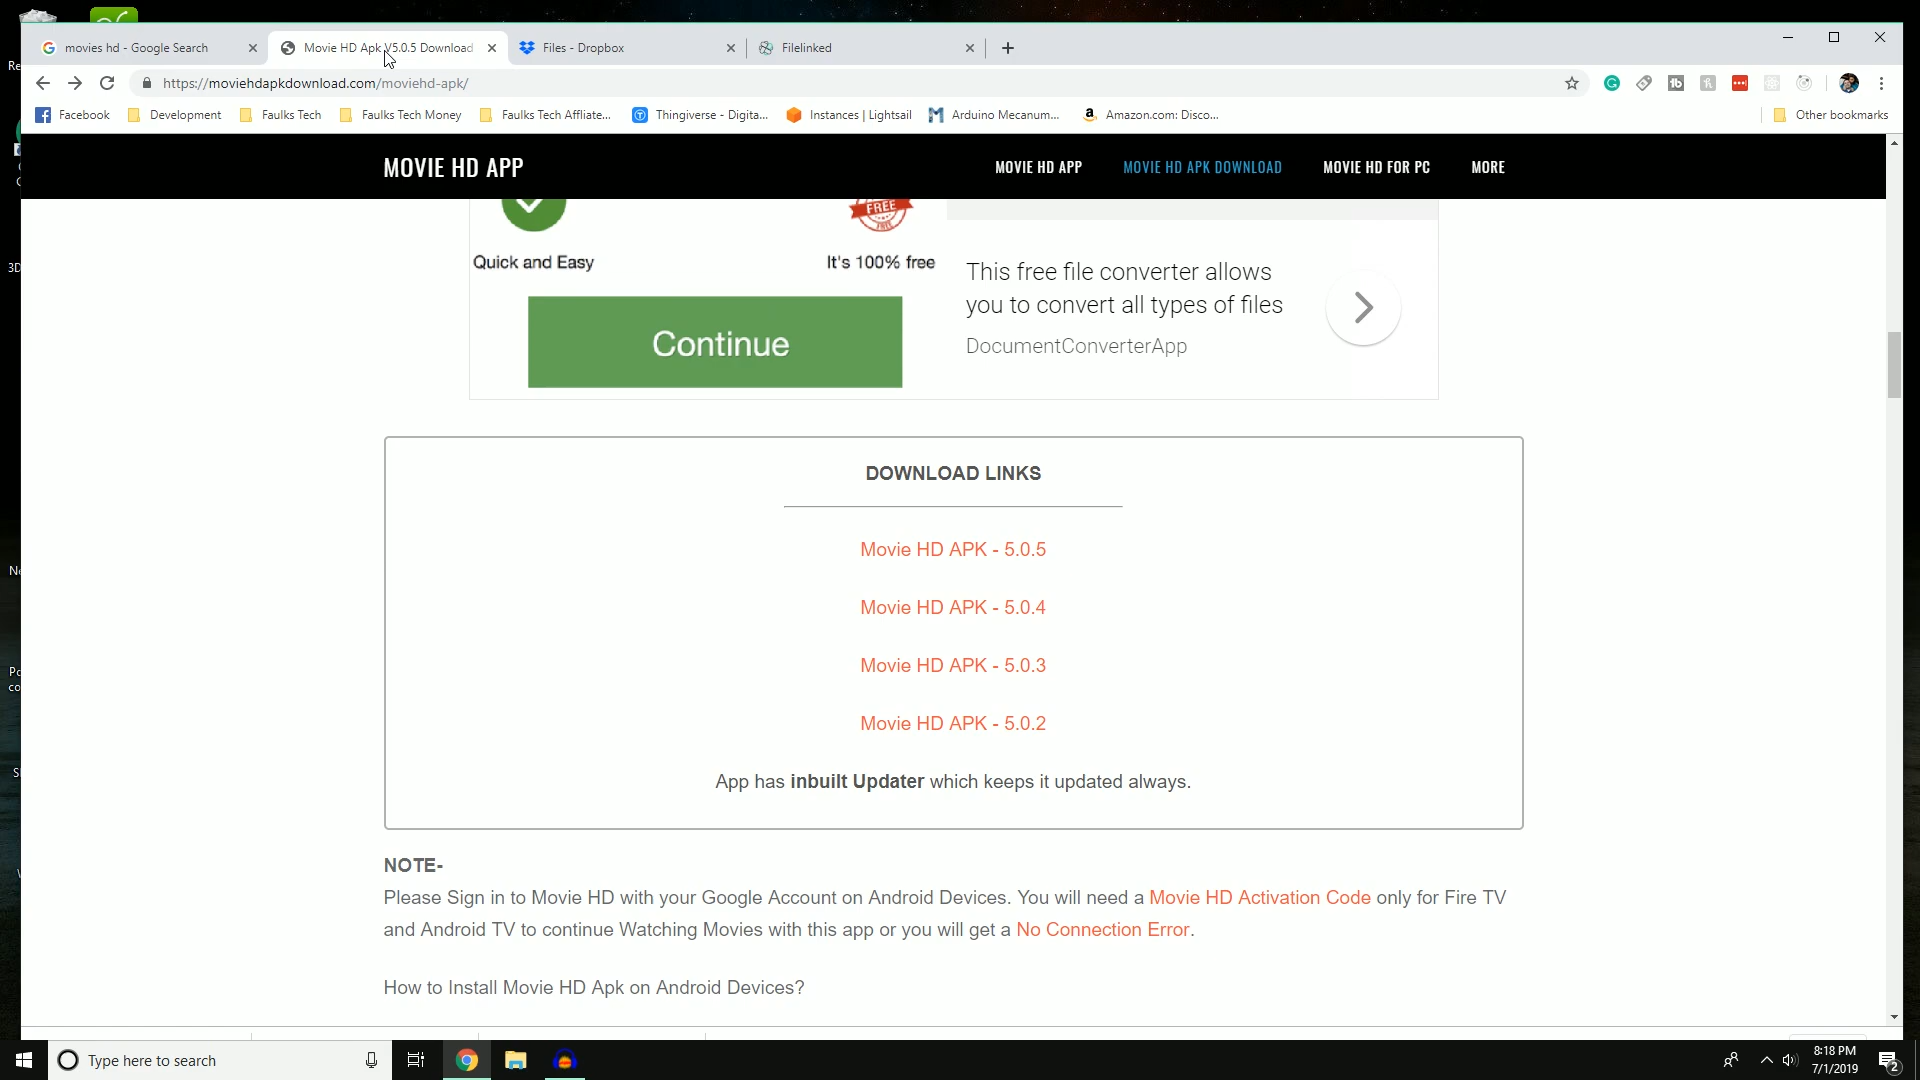 movies hd - Google Search
Movie HD Apk V5.0.5 Download
Files - Dropbox
Filelinked
https://moviehdapkdownload.com/moviehd-apk/
Facebook
Development
Faulks Tech
Faulks Tech Money
Faulks Tech Affliate...
Thingiverse - Digita...
Instances | Lightsail
Arduino Mecanum...
Amazon.com: Disco...
Other bookmarks
MOVIE HD APP
MOVIE HD APP
MOVIE HD APK DOWNLOAD
MOVIE HD FOR PC
MORE
FREE
Quick and Easy
It's 100% free
Continue
This free file converter allows
you to convert all types of files
DocumentConverterApp
DOWNLOAD LINKS
Movie HD APK - 5.0.5
Movie HD APK - 5.0.4
Movie HD APK - 5.0.3
Movie HD APK - 5.0.2
App has inbuilt Updater which keeps it updated always.
NOTE-
Please Sign in to Movie HD with your Google Account on Android Devices. You will need a Movie HD Activation Code only for Fire TV
and Android TV to continue Watching Movies with this app or you will get a No Connection Error.
How to Install Movie HD Apk on Android Devices?
Type here to search
8:18 PM
7/1/2019
2